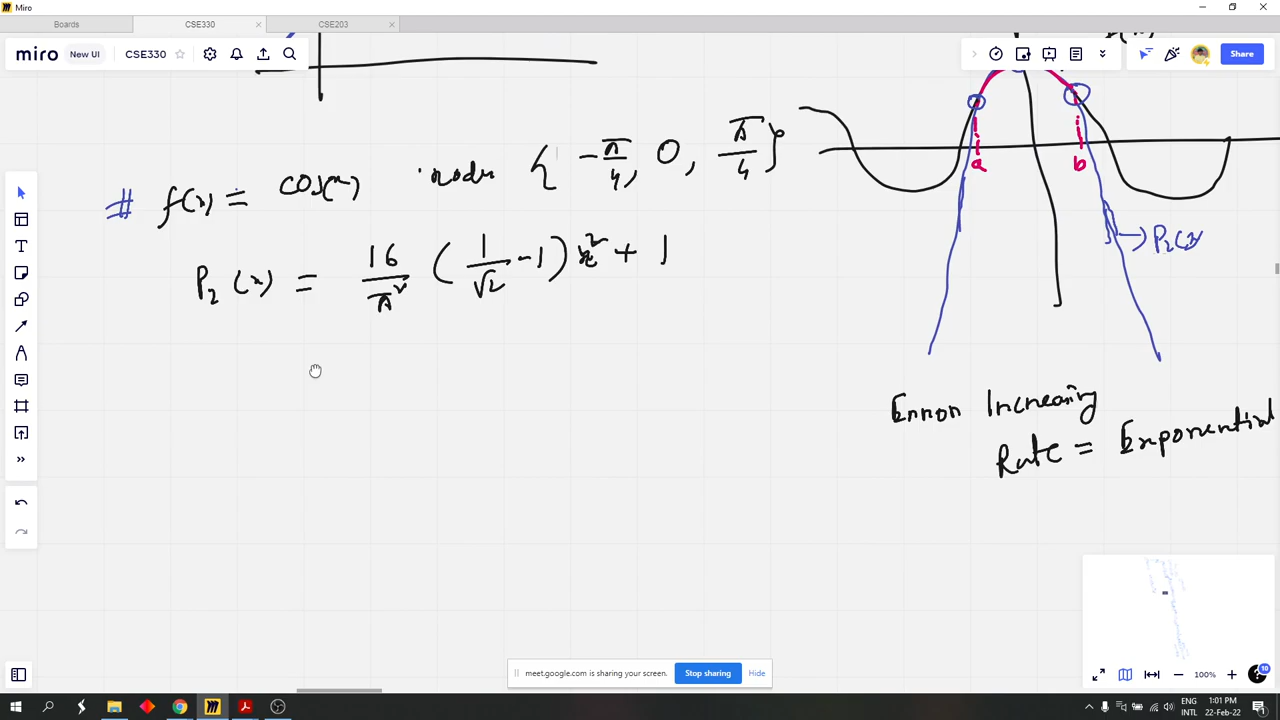 Miro
Boards
CSE330
CSE203
miro
New UI
CSE330
Share
# f(x) = cos(x) nodes { -π/4, 0, π/4 }
P₂(x) = 16/π² (1/√2 - 1) x² + 1
a
b
→ P₂(x)
Error Increasing
Rate = Exponential
meet.google.com is sharing your screen.
Stop sharing
Hide
100%
10
ENG
INTL
1:01 PM
22-Feb-22